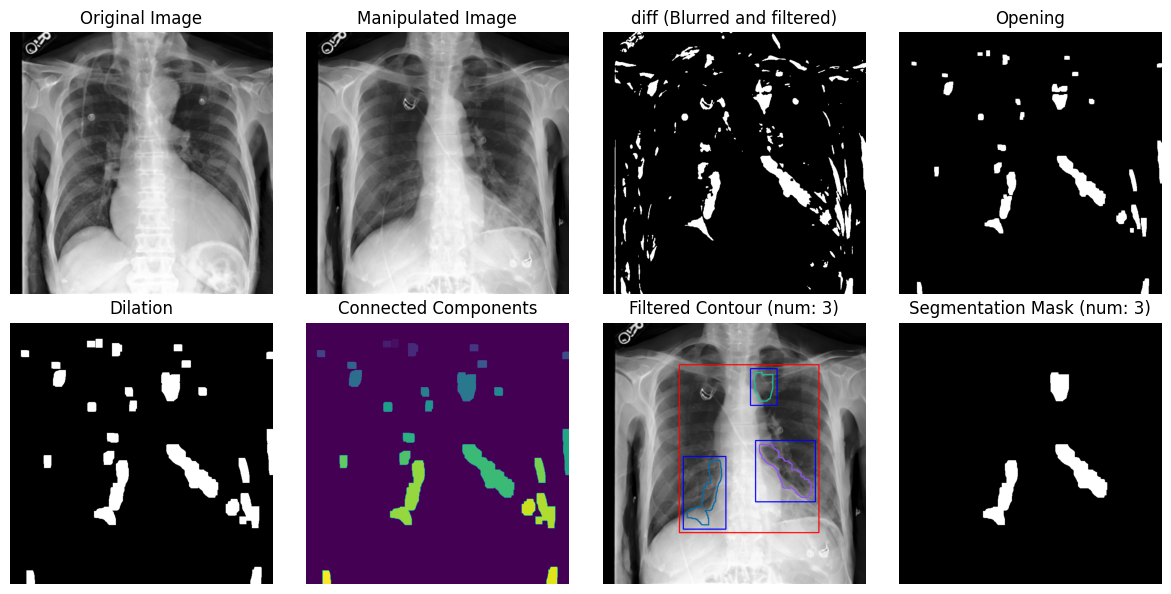 Original Image
Manipulated Image
diff (Blurred and filtered)
Opening
Dilation
Connected Components
Filtered Contour (num: 3)
Segmentation Mask (num: 3)